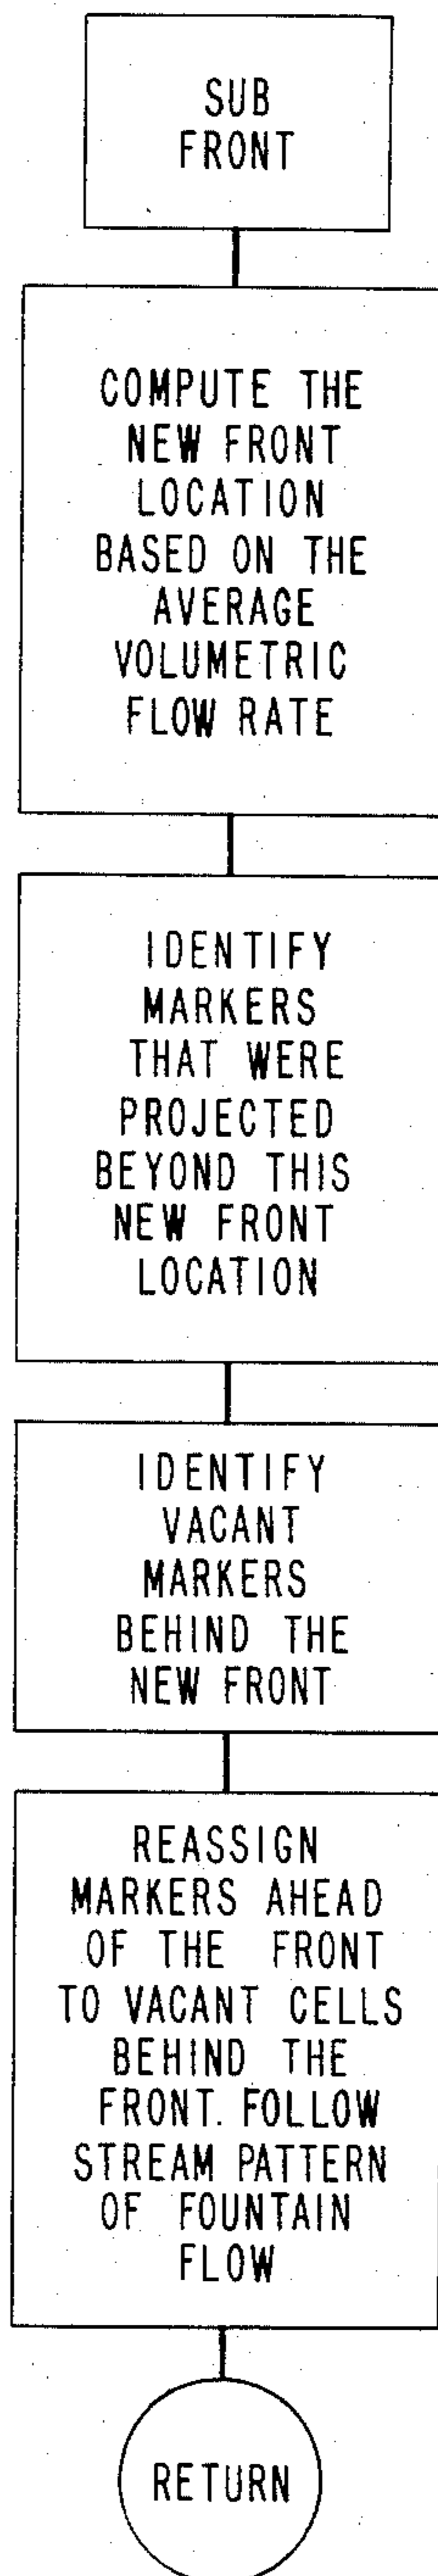 SUB
FRONT
COMPUTE THE
NEW FRONT
LOCATION
BASED ON THE
AVERAGE
VOLUMETRIC
FLOW RATE
IDENTIFY
MARKERS
THAT WERE
PROJECTED
BEYOND THIS
NEW FRONT
LOCATION
IDENTIFY
VACANT
MARKERS
BEHIND THE
NEW FRONT
REASSIGN
MARKERS AHEAD
OF THE FRONT
TO VACANT CELLS
BEHIND THE
FRONT. FOLLOW
STREAM PATTERN
OF FOUNTAIN
FLOW
RETURN